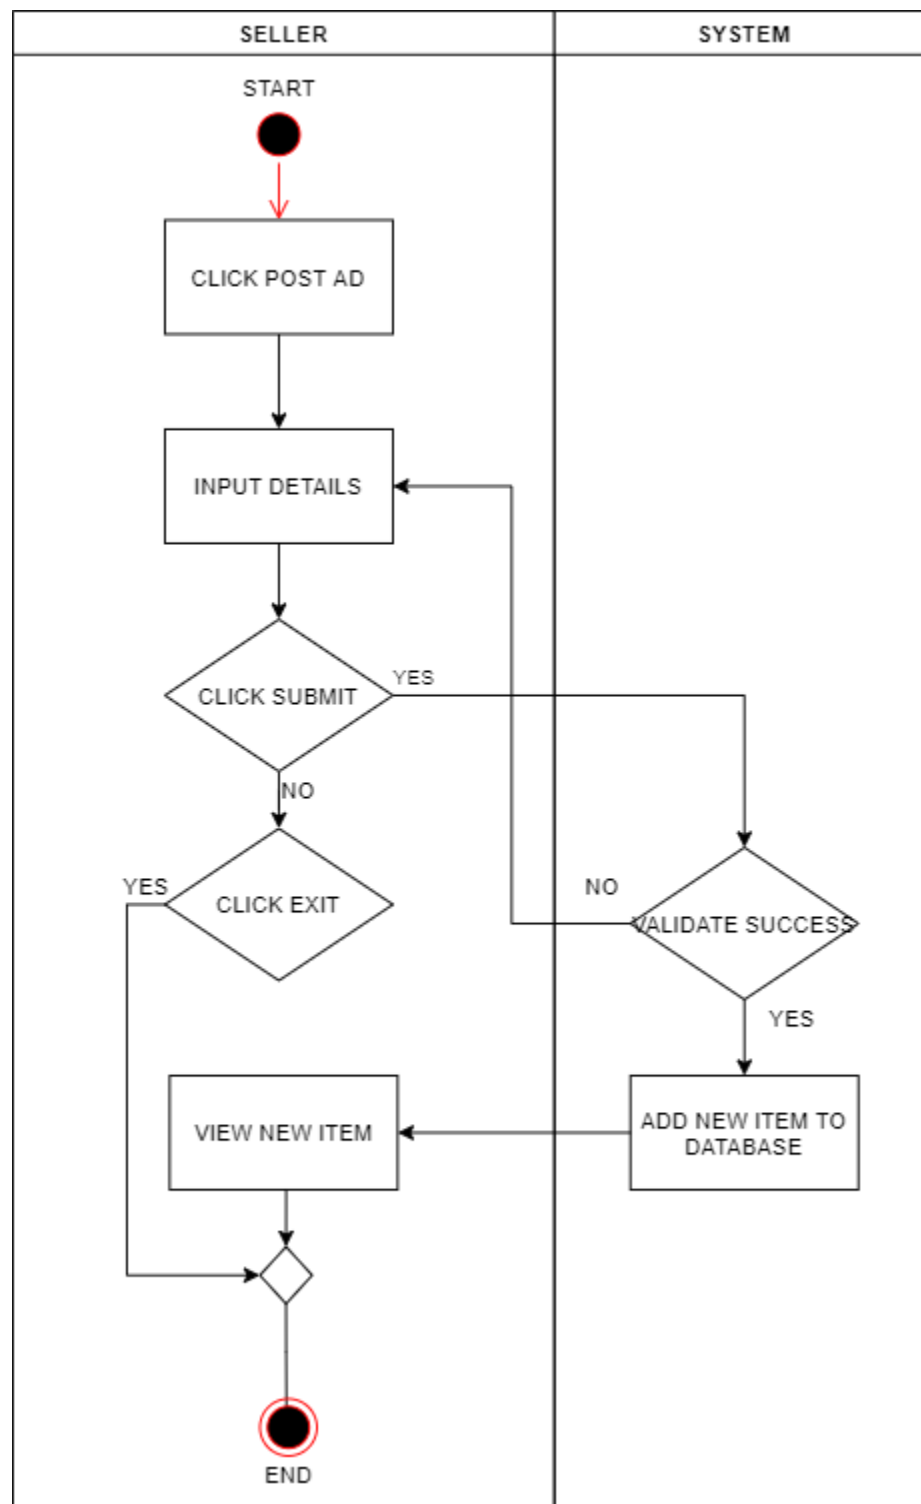 SELLER
SYSTEM
START
CLICK POST AD
INPUT DETAILS
CLICK SUBMIT
YES
NO
YES
CLICK EXIT
NO
VALIDATE SUCCESS
YES
VIEW NEW ITEM
ADD NEW ITEM TO
DATABASE
END